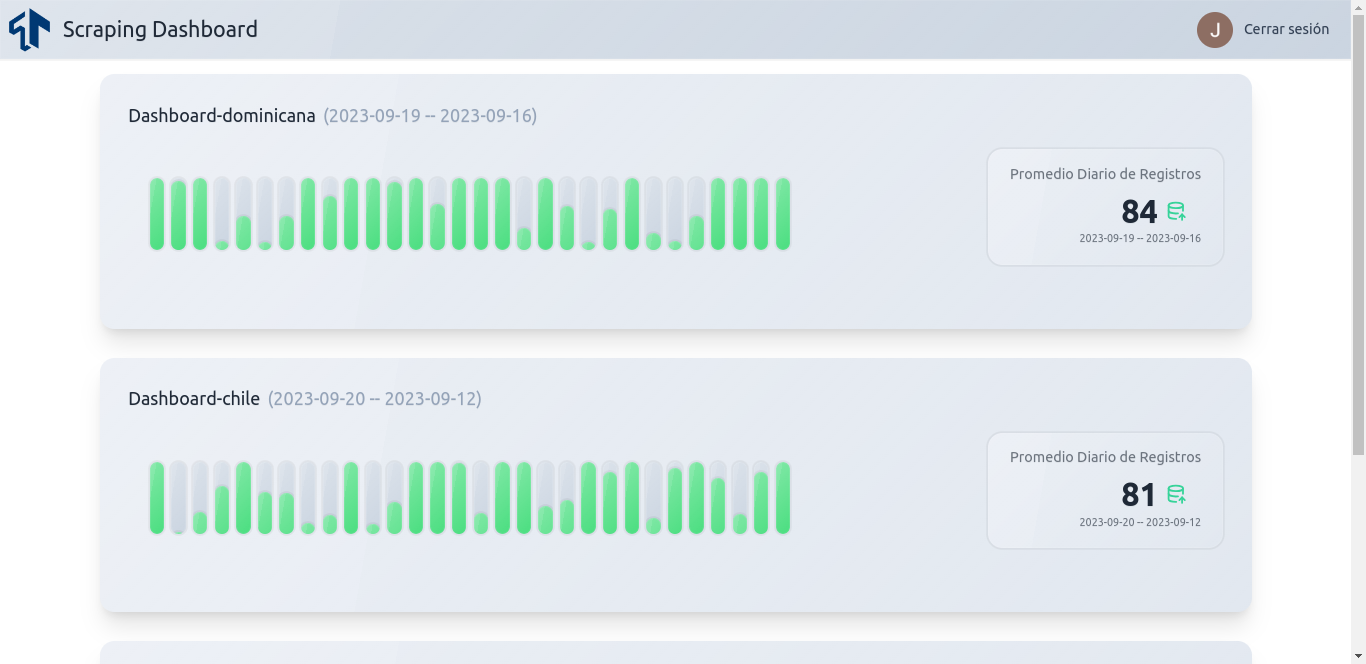 Scraping Dashboard
J
Cerrar sesión
Dashboard-dominicana (2023-09-19 -- 2023-09-16)
Promedio Diario de Registros
84
2023-09-19 -- 2023-09-16
Dashboard-chile (2023-09-20 -- 2023-09-12)
Promedio Diario de Registros
81
2023-09-20 -- 2023-09-12